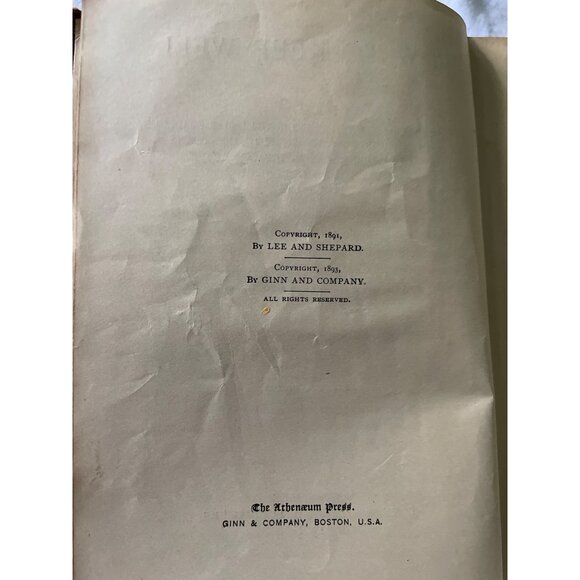 COPYRIGHT, 1891,
BY LEE AND SHEPARD.
COPYRIGHT, 1895,
BY GINN AND COMPANY.
ALL RIGHTS RESERVED.
The Athenæum Press.
GINN & COMPANY, BOSTON, U.S.A.